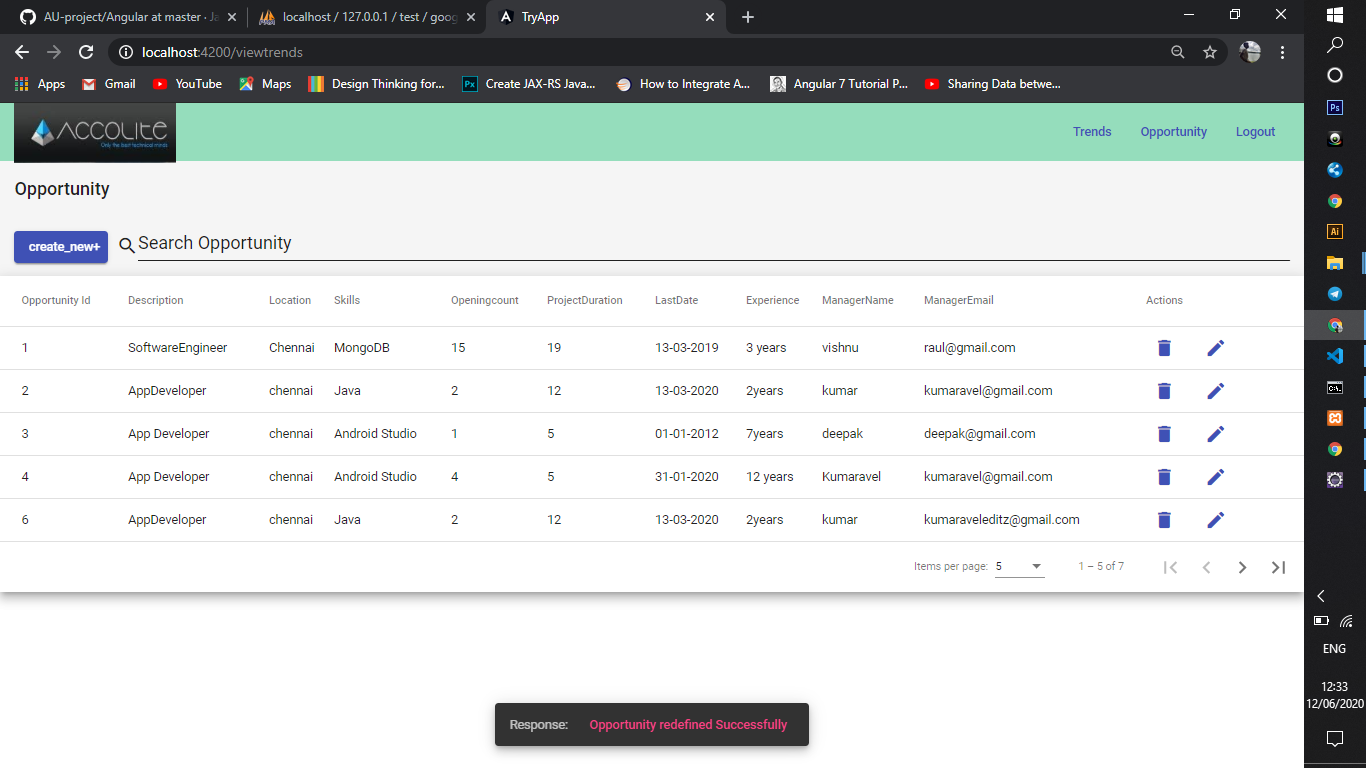 AU-project/Angular at master · Ja
localhost / 127.0.0.1 / test / goog
TryApp
localhost:4200/viewtrends
Apps Gmail YouTube Maps Design Thinking for... Px Create JAX-RS Java... How to Integrate A... Angular 7 Tutorial P... Sharing Data betwe...
ACCOLITE
Only the best technical minds
Trends Opportunity Logout
Opportunity
create_new+ Search Opportunity
Opportunity Id Description Location Skills Openingcount ProjectDuration LastDate Experience ManagerName ManagerEmail Actions
1 SoftwareEngineer Chennai MongoDB 15 19 13-03-2019 3 years vishnu raul@gmail.com
2 AppDeveloper chennai Java 2 12 13-03-2020 2years kumar kumaravel@gmail.com
3 App Developer chennai Android Studio 1 5 01-01-2012 7years deepak deepak@gmail.com
4 App Developer chennai Android Studio 4 5 31-01-2020 12 years Kumaravel kumaravel@gmail.com
6 AppDeveloper chennai Java 2 12 13-03-2020 2years kumar kumaraveleditz@gmail.com
Items per page: 5 1 – 5 of 7
Response: Opportunity redefined Successfully
Ps
Ai
C:\.
ENG
12:33
12/06/2020